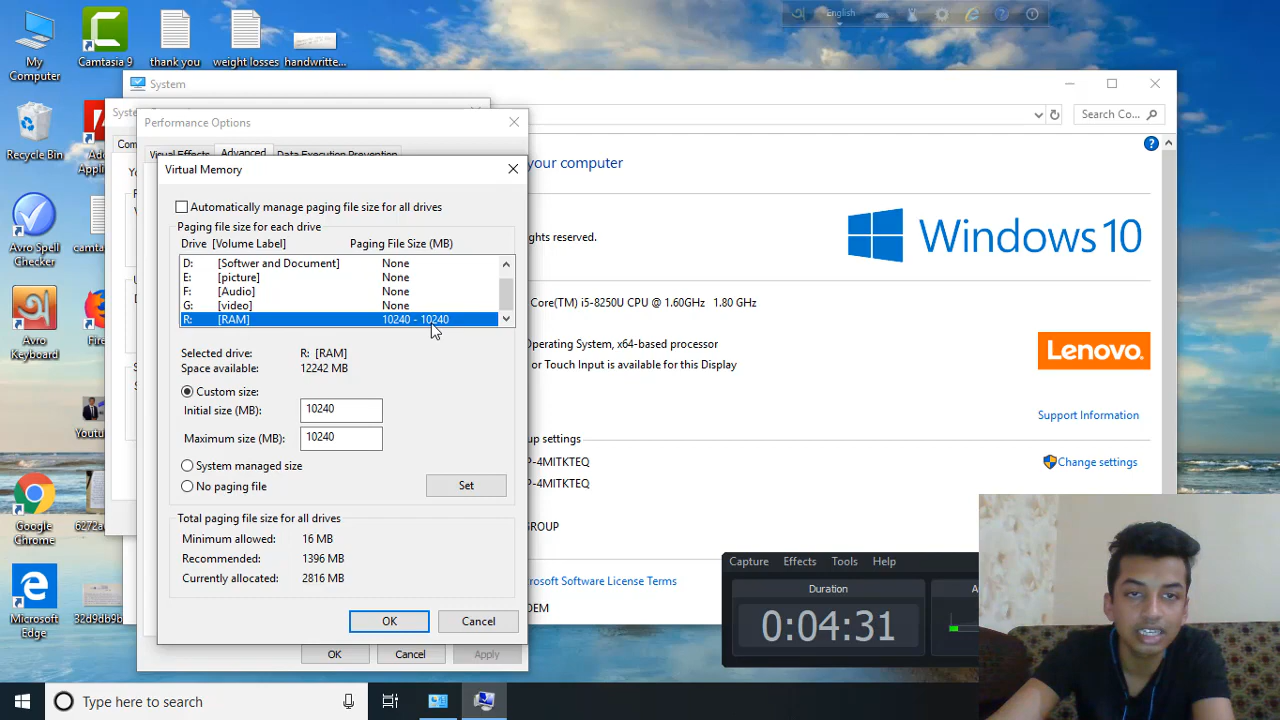 English
My
Computer
Camtasia 9
thank you
weight losses
handwritte...
Recycle Bin
Avro Spell
Checker
Avro
Keyboard
Google
Chrome
Microsoft
Edge
System
Search Co...
Performance Options
Advanced
Data Execution Prevention
Virtual Memory
Automatically manage paging file size for all drives
Paging file size for each drive
Drive [Volume Label] Paging File Size (MB)
D: [Softwer and Document] None
E: [picture] None
F: [Audio] None
G: [video] None
R: [RAM] 10240 - 10240
Selected drive: R: [RAM]
Space available: 12242 MB
Custom size:
Initial size (MB): 10240
Maximum size (MB): 10240
System managed size
No paging file
Set
Total paging file size for all drives
Minimum allowed: 16 MB
Recommended: 1396 MB
Currently allocated: 2816 MB
OK Cancel
OK Cancel Apply
your computer
ghts reserved.
Windows 10
Core(TM) i5-8250U CPU @ 1.60GHz 1.80 GHz
Operating System, x64-based processor
or Touch Input is available for this Display
Lenovo
Support Information
up settings
P-4MITKTEQ
Change settings
P-4MITKTEQ
GROUP
rosoft Software License Terms
OEM
Capture Effects Tools Help
Duration
0:04:31
Type here to search